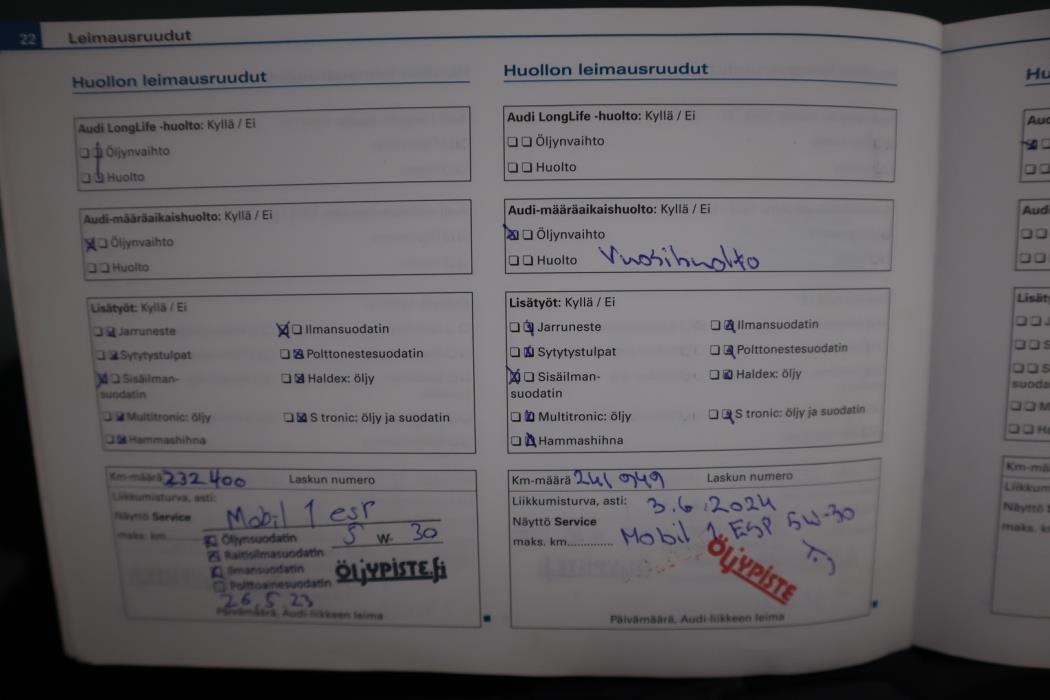 22 Leimausruudut
Huollon leimausruudut
Audi LongLife -huolto: Kyllä / Ei
Öljynvaihto
Huolto
Audi-määräaikaishuolto: Kyllä / Ei
Öljynvaihto
Huolto
Lisätyöt: Kyllä / Ei
Jarruneste
Ilmansuodatin
Sytytystulpat
Polttonestesuodatin
Sisäilman-
suodatin
Haldex: öljy
Multitronic: öljy
S tronic: öljy ja suodatin
Hammashihna
Km-määrä 232 400 Laskun numero
Liikkumisturva, asti:
Näyttö Service Mobil 1 esp
maks. km 5 W- 30
Öljynsuodatin
Raitisilmasuodatin
Ilmansuodatin
Polttoainesuodatin
ÖLJYPISTE.fi
26.5.23
Päivämäärä, Audi-liikkeen leima
Huollon leimausruudut
Audi LongLife -huolto: Kyllä / Ei
Öljynvaihto
Huolto
Audi-määräaikaishuolto: Kyllä / Ei
Öljynvaihto
Huolto Vuosihuolto
Lisätyöt: Kyllä / Ei
Jarruneste
Ilmansuodatin
Sytytystulpat
Polttonestesuodatin
Sisäilman-
suodatin
Haldex: öljy
Multitronic: öljy
S tronic: öljy ja suodatin
Hammashihna
Km-määrä 241 949 Laskun numero
Liikkumisturva, asti: 3.6.2024
Näyttö Service
maks. km............. Mobil 1 ESP 5W-30
ÖLJYPISTE
Päivämäärä, Audi-liikkeen leima